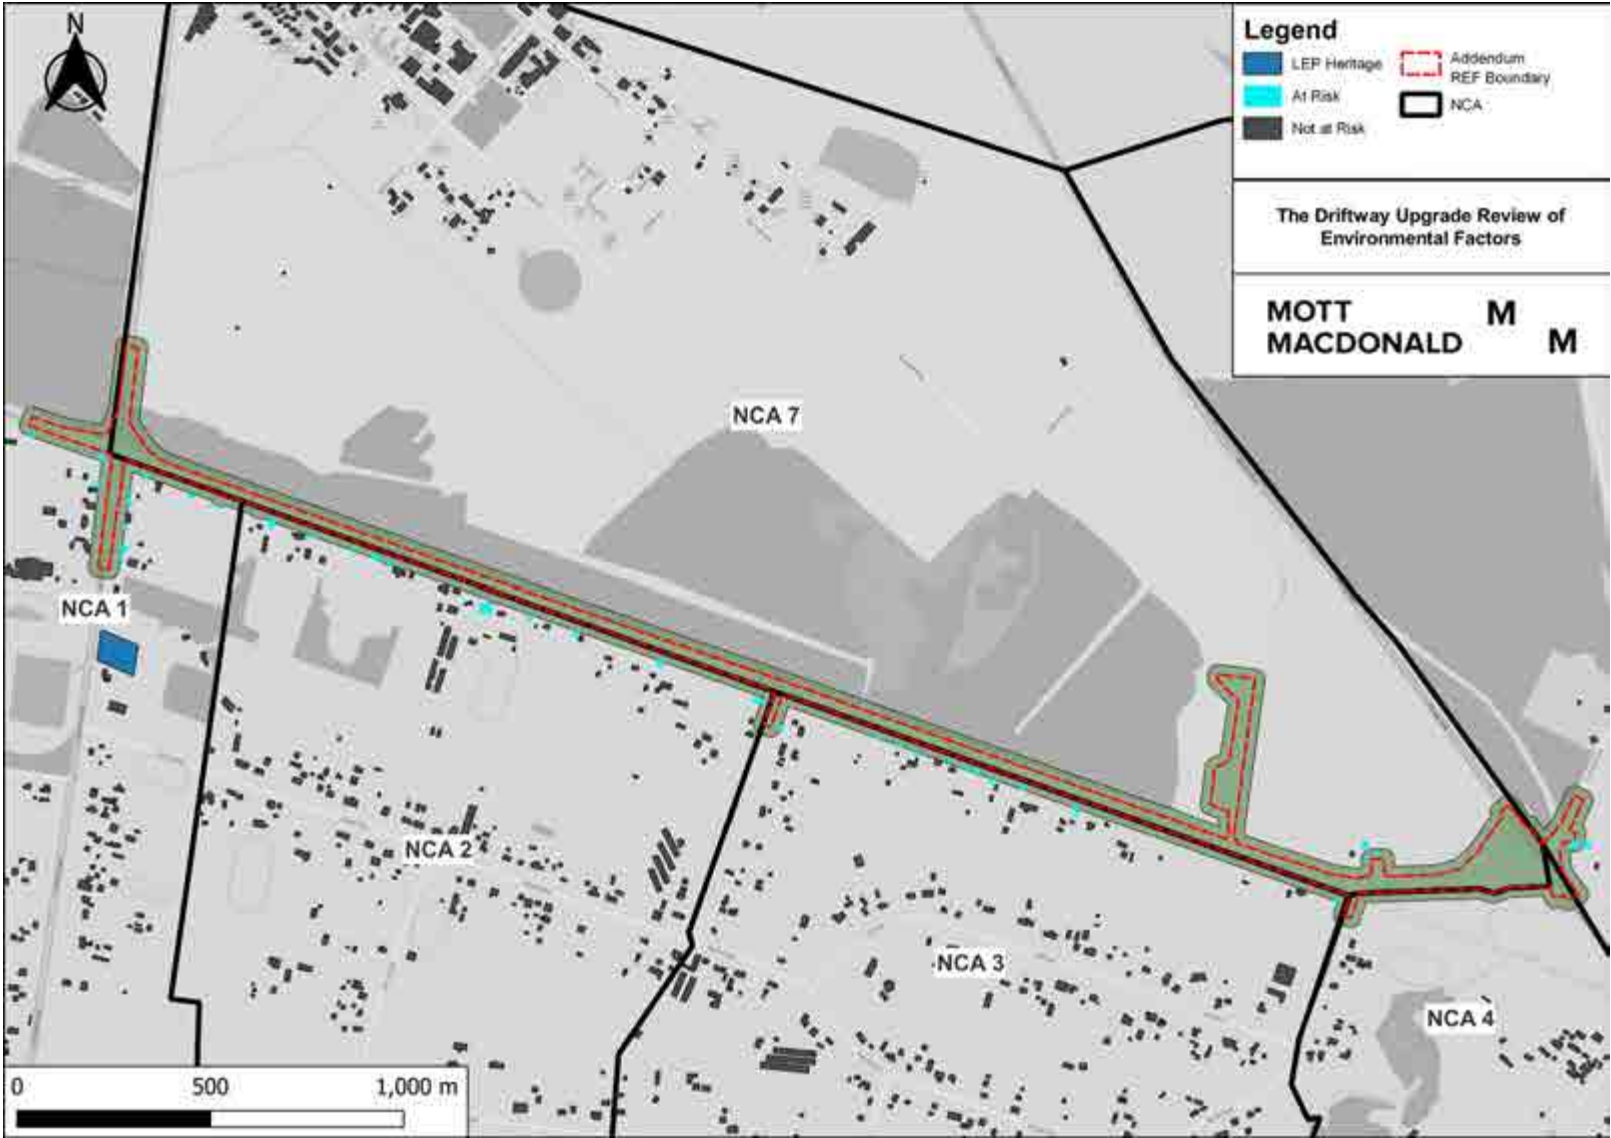 N
Legend
LEP Heritage
At Risk
Not at Risk
Addendum
REF Boundary
NCA
The Driftway Upgrade Review of
Environmental Factors
MOTT
MACDONALD
M
M
NCA 7
NCA 1
NCA 2
NCA 3
NCA 4
0 500 1,000 m